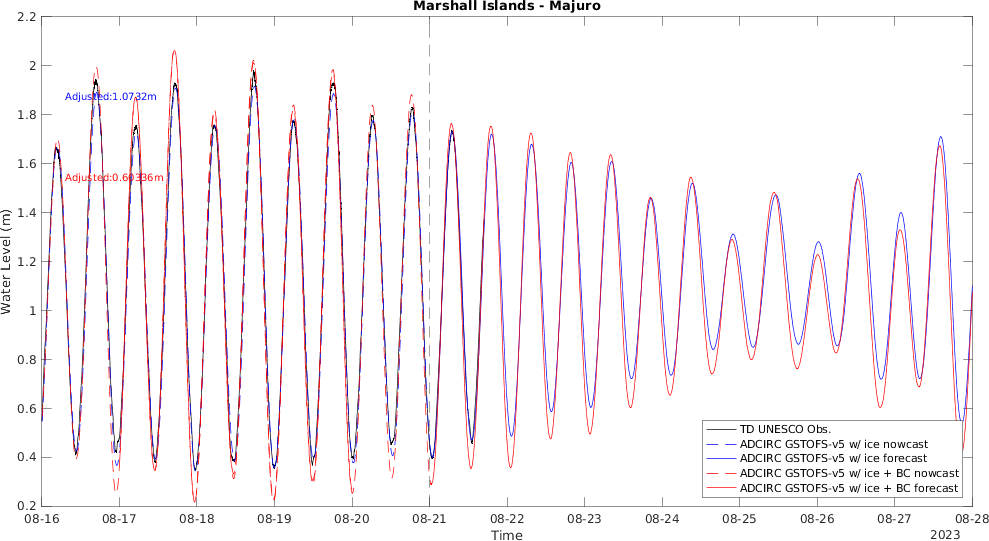 Marshall Islands - Majuro
2.2
2
1.8
1.6
1.4
1.2
1
0.8
0.6
0.4
0.2
Water Level (m)
Adjusted:1.0732m
Adjusted:0.60336m
TD UNESCO Obs.
ADCIRC GSTOFS-v5 w/ ice nowcast
ADCIRC GSTOFS-v5 w/ ice forecast
ADCIRC GSTOFS-v5 w/ ice + BC nowcast
ADCIRC GSTOFS-v5 w/ ice + BC forecast
08-16 08-17 08-18 08-19 08-20 08-21 08-22 08-23 08-24 08-25 08-26 08-27 08-28
Time
2023